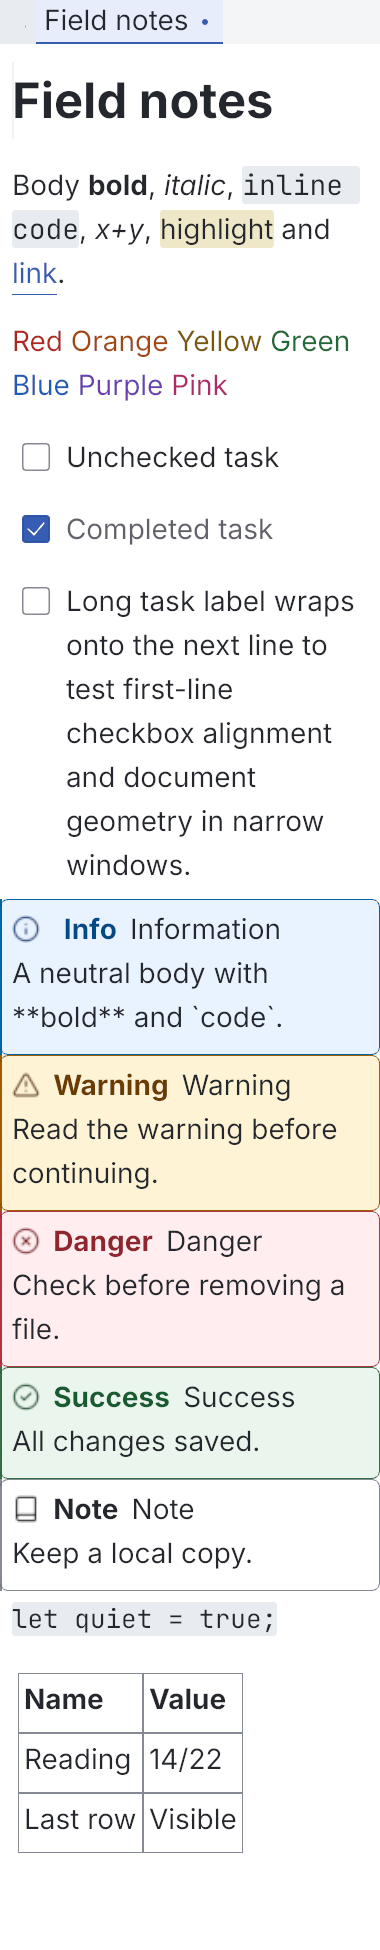 Field notes •
Field notes
Body bold, italic, inline
code, x+y, highlight and
link.
Red Orange Yellow Green
Blue Purple Pink
Unchecked task
Completed task
Long task label wraps
onto the next line to
test first-line
checkbox alignment
and document
geometry in narrow
windows.
Info Information
A neutral body with
**bold** and `code`.
Warning Warning
Read the warning before
continuing.
Danger Danger
Check before removing a
file.
Success Success
All changes saved.
Note Note
Keep a local copy.
let quiet = true;
Name Value
Reading 14/22
Last row Visible